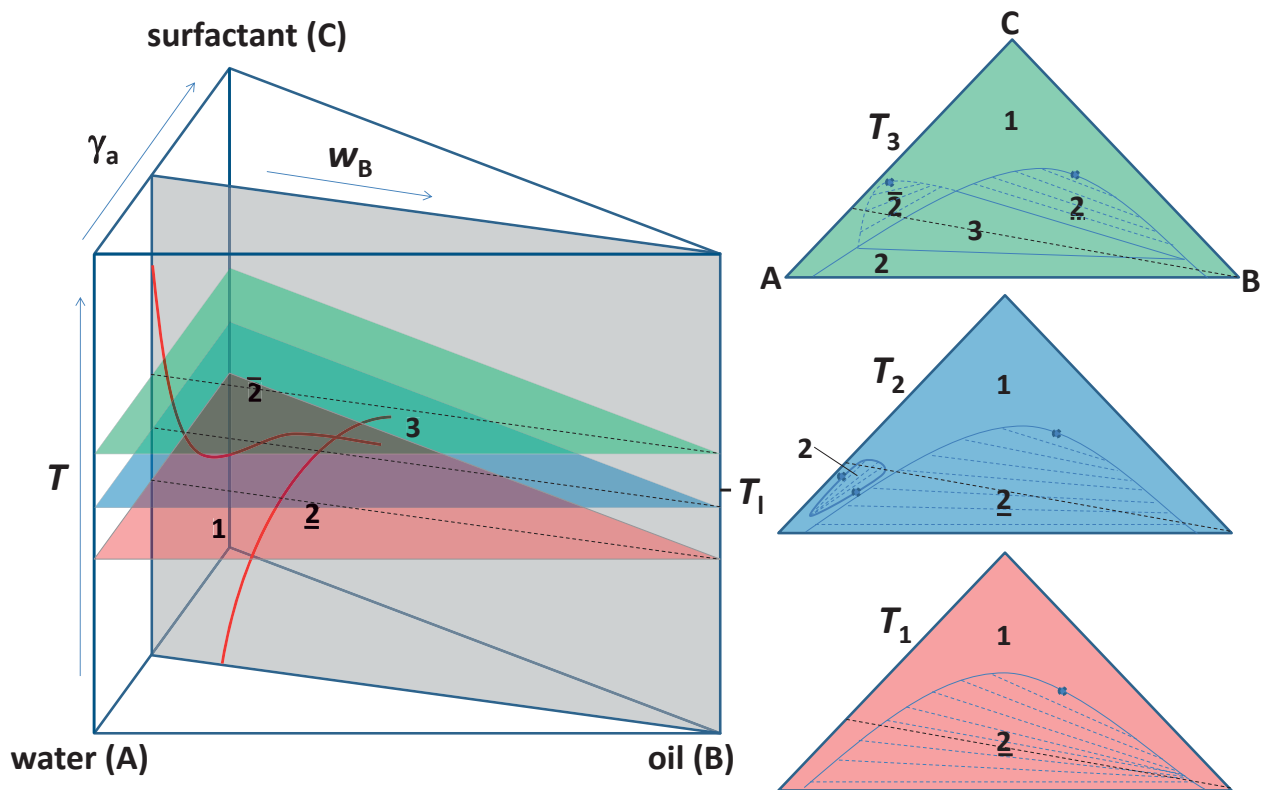 surfactant (C)
γa
wB
T
2̅
3
1
2̲
Tl
water (A)
oil (B)
C
T3
1
2̅
2̲
3
2
A
B
T2
1
2
2̲
T1
1
2̲